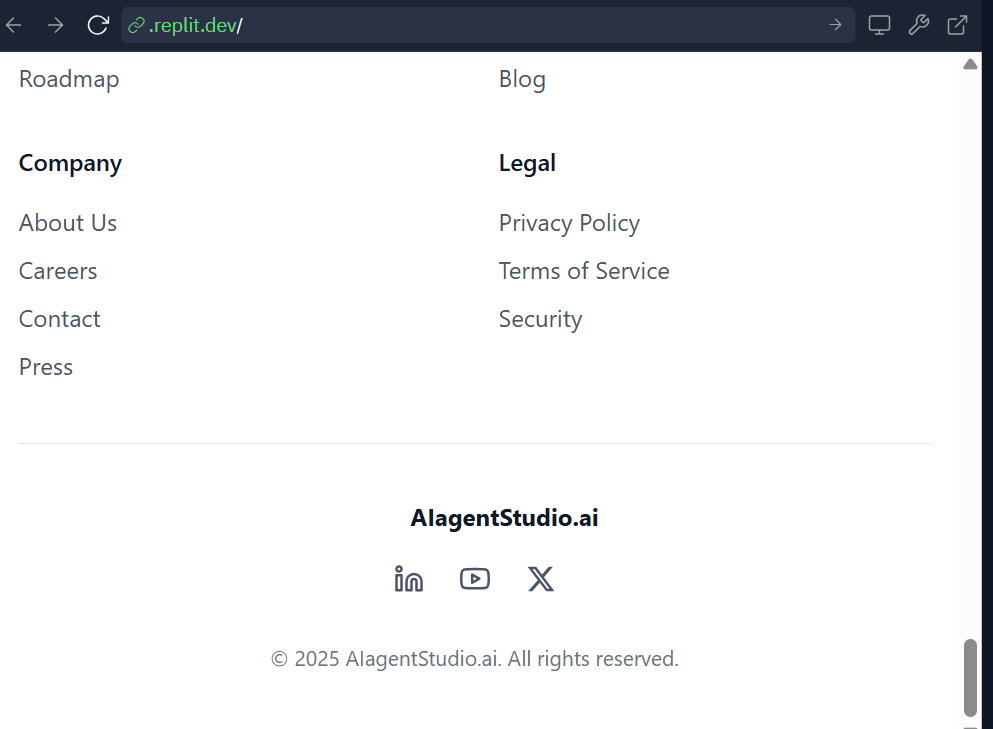 .replit.dev/
Roadmap
Blog
Company
About Us
Careers
Contact
Press
Legal
Privacy Policy
Terms of Service
Security
AIagentStudio.ai
© 2025 AIagentStudio.ai. All rights reserved.